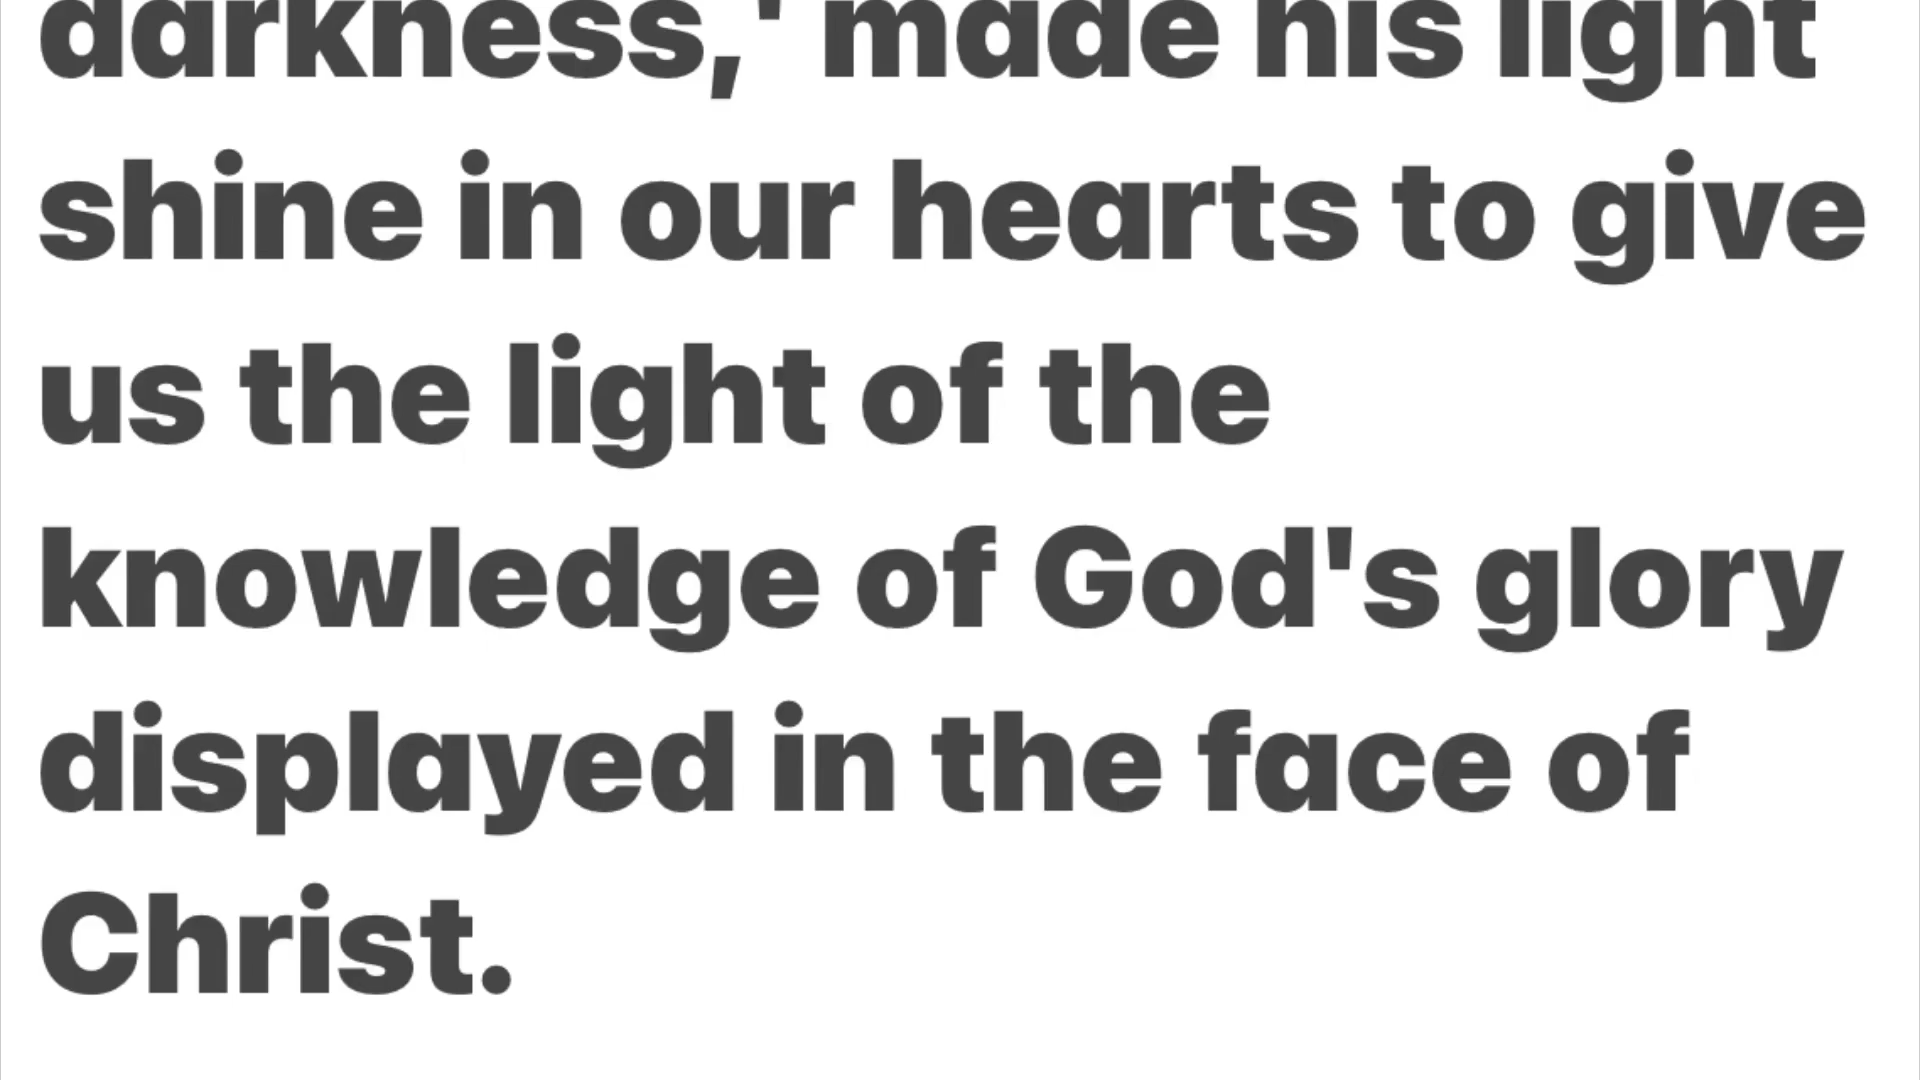 darkness,' made his light
shine in our hearts to give
us the light of the
knowledge of God's glory
displayed in the face of
Christ.